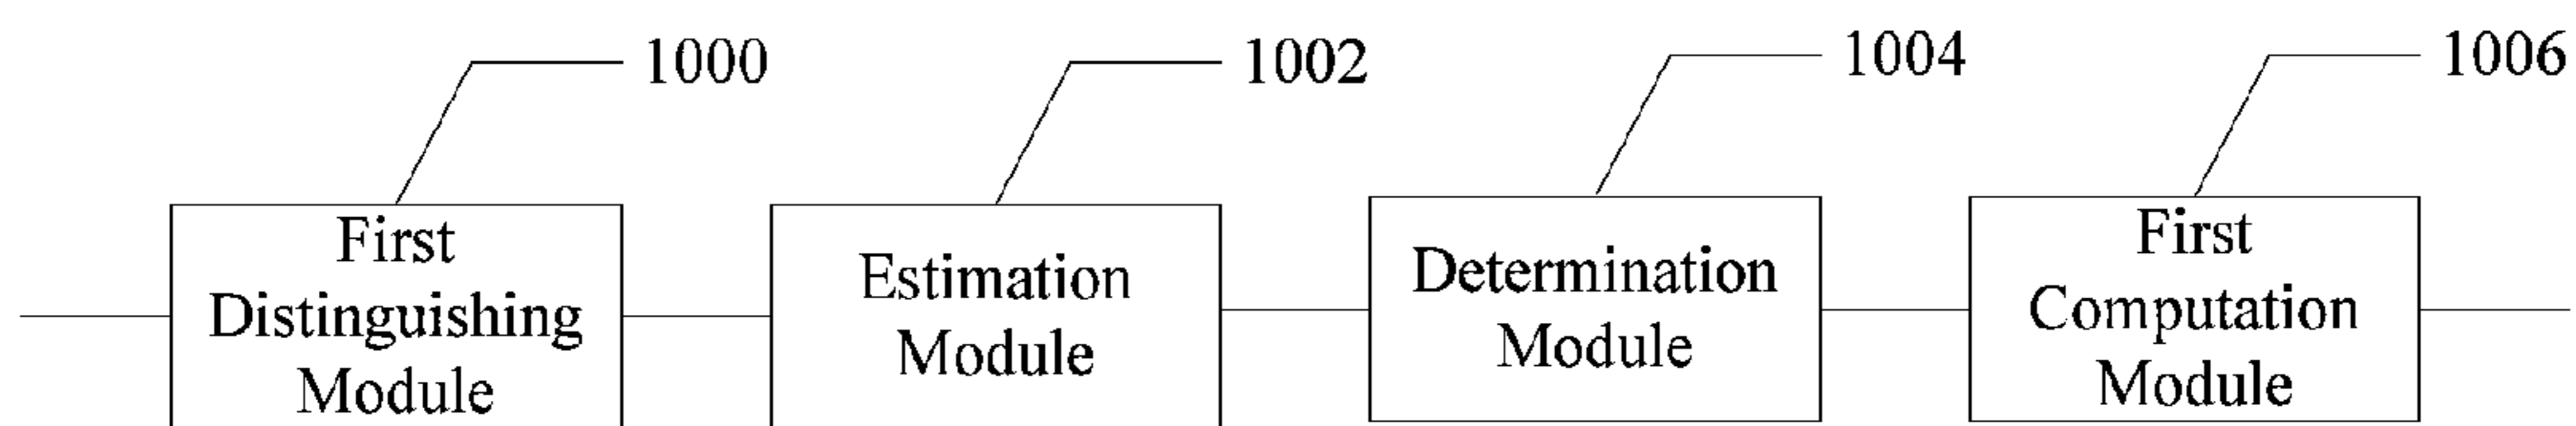 1000
1002
1004
1006
First
Distinguishing
Module
Estimation
Module
Determination
Module
First
Computation
Module